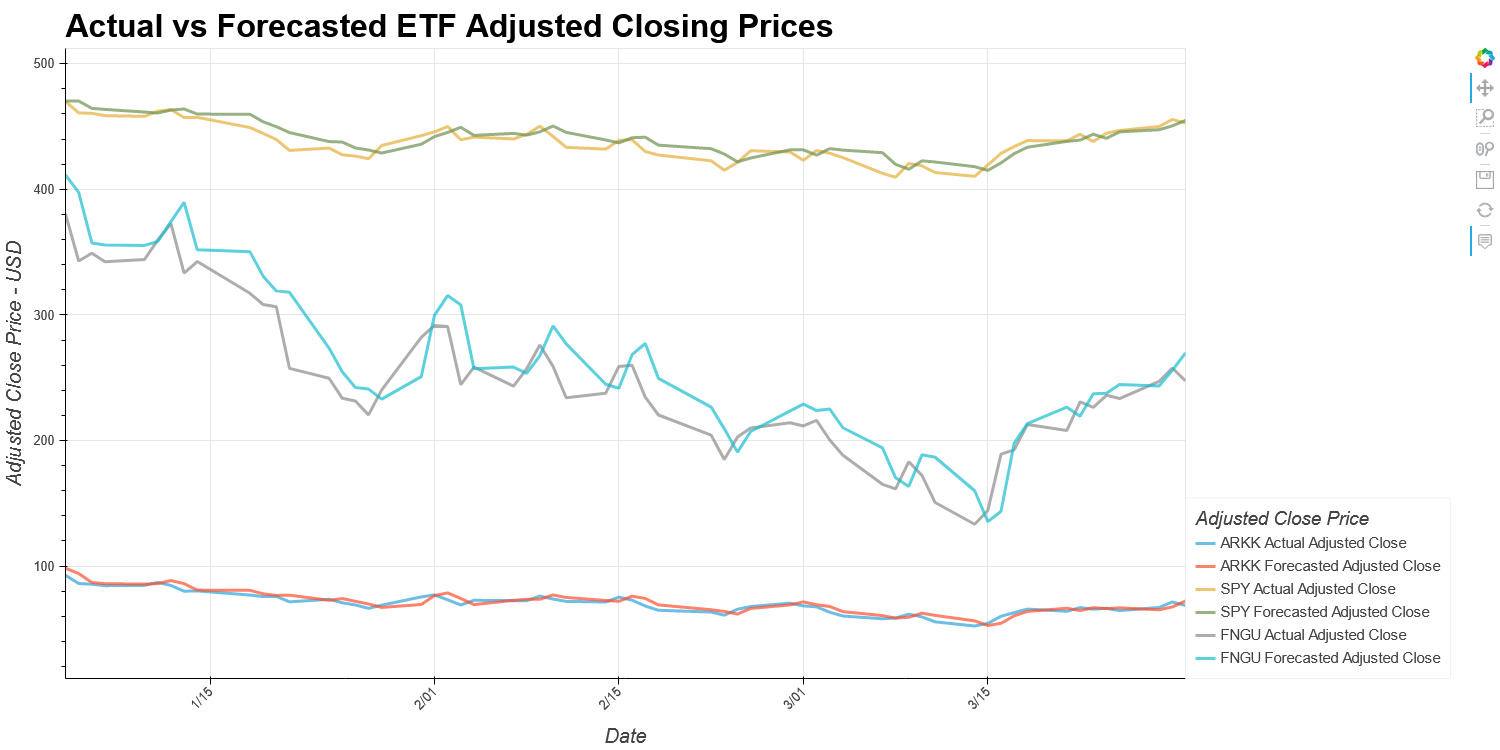 Actual vs Forecasted ETF Adjusted Closing Prices
500
400
300
200
100
Adjusted Close Price - USD
1/15
2/01
2/15
3/01
3/15
Date
Adjusted Close Price
ARKK Actual Adjusted Close
ARKK Forecasted Adjusted Close
SPY Actual Adjusted Close
SPY Forecasted Adjusted Close
FNGU Actual Adjusted Close
FNGU Forecasted Adjusted Close